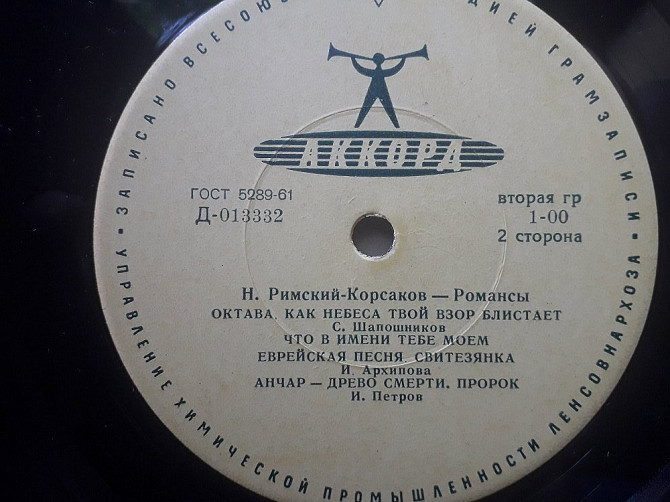 ЗАПИСАНО ВСЕСОЮЗ
ДИЕЙ ГРАМЗАПИСИ
УПРАВЛЕНИЕ ХИМИЧЕСКОЙ ПРОМЫШЛЕННОСТИ ЛЕНСОВНАРХОЗА
АККОРД
ГОСТ 5289-61
Д-013332
вторая гр
1-00
2 сторона
Н. Римский-Корсаков — Романсы
ОКТАВА, КАК НЕБЕСА ТВОЙ ВЗОР БЛИСТАЕТ
С. Шапошников
ЧТО В ИМЕНИ ТЕБЕ МОЕМ
ЕВРЕЙСКАЯ ПЕСНЯ, СВИТЕЗЯНКА
И. Архипова
АНЧАР — ДРЕВО СМЕРТИ, ПРОРОК
И. Петров